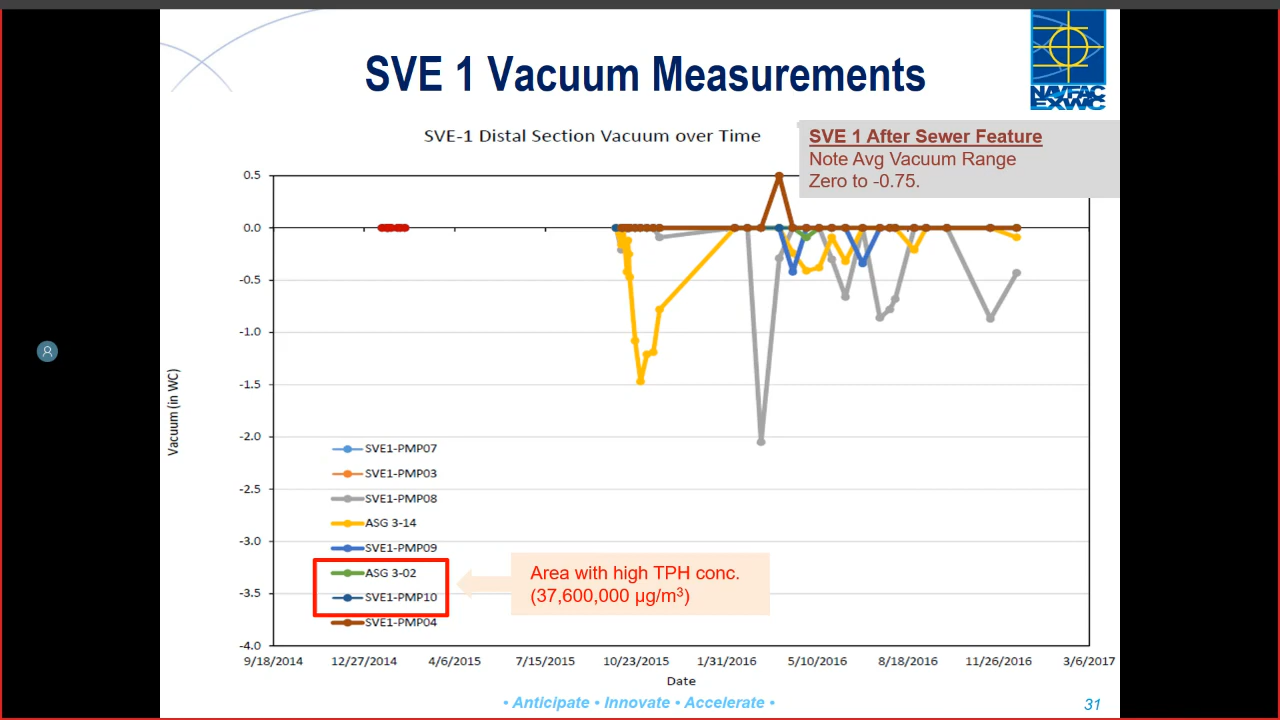 SVE 1 Vacuum Measurements
NAVFAC
EXWC
SVE-1 Distal Section Vacuum over Time
SVE 1 After Sewer Feature
Note Avg Vacuum Range
Zero to -0.75.
0.5
0.0
-0.5
-1.0
-1.5
-2.0
-2.5
-3.0
-3.5
-4.0
Vacuum (in WC)
SVE1-PMP07
SVE1-PMP03
SVE1-PMP08
ASG 3-14
SVE1-PMP09
ASG 3-02
SVE1-PMP10
SVE1-PMP04
Area with high TPH conc.
(37,600,000 µg/m³)
9/18/2014 12/27/2014 4/6/2015 7/15/2015 10/23/2015 1/31/2016 5/10/2016 8/18/2016 11/26/2016 3/6/2017
Date
• Anticipate • Innovate • Accelerate •
31